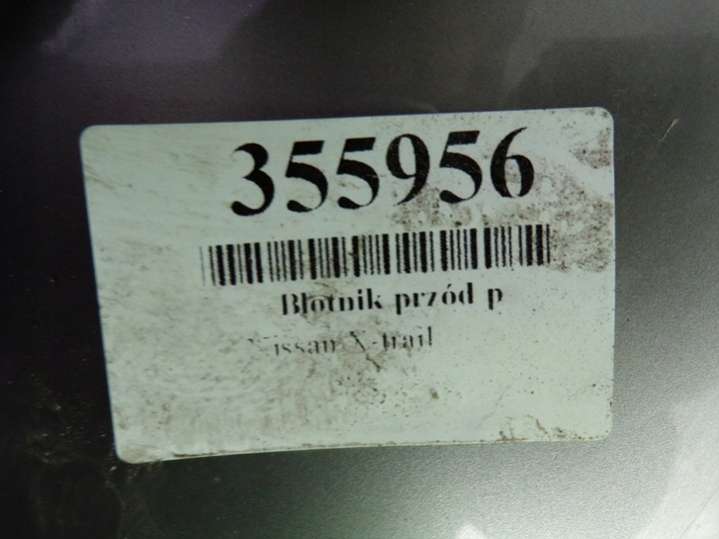 355956
Błotnik przód p
Nissan X-trail